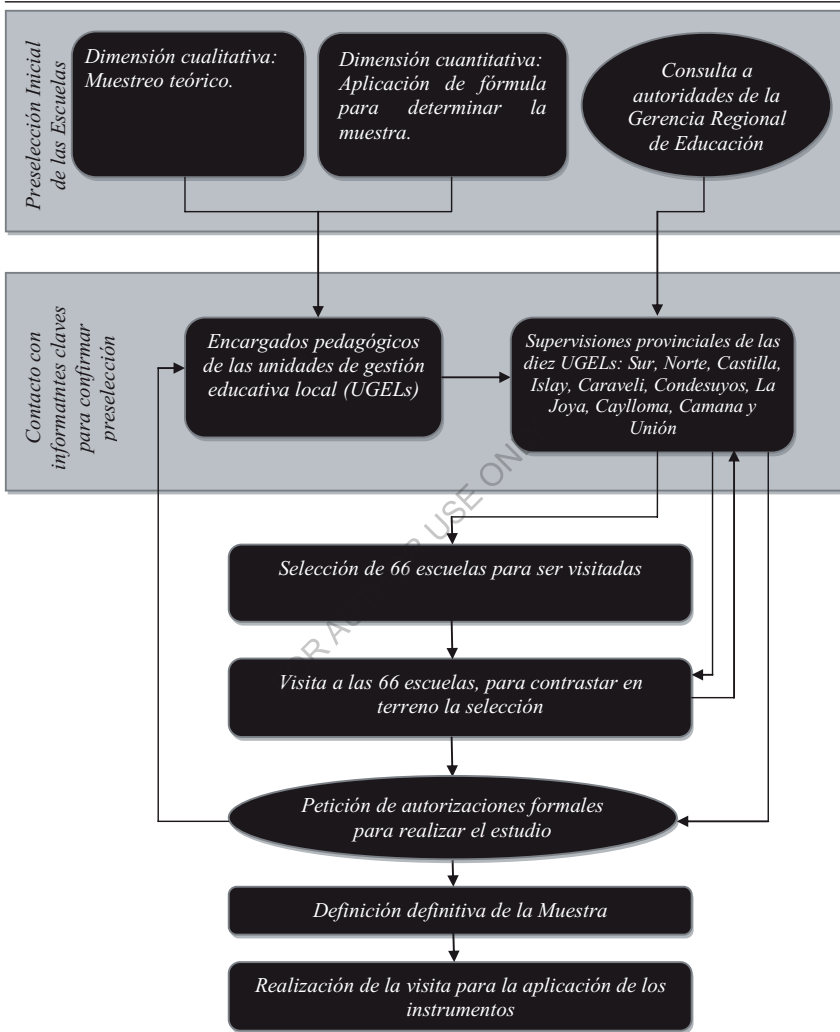 Preselección Inicial
de las Escuelas
Dimensión cualitativa:
Muestreo teórico.
Dimensión cuantitativa:
Aplicación de fórmula
para determinar la
muestra.
Consulta a
autoridades de la
Gerencia Regional
de Educación
Contacto con
informatntes claves
para confirmar
preselección
Encargados pedagógicos
de las unidades de gestión
educativa local (UGELs)
Supervisiones provinciales de las
diez UGELs: Sur, Norte, Castilla,
Islay, Caraveli, Condesuyos, La
Joya, Caylloma, Camana y
Unión
Selección de 66 escuelas para ser visitadas
Visita a las 66 escuelas, para contrastar en
terreno la selección
Petición de autorizaciones formales
para realizar el estudio
Definición definitiva de la Muestra
Realización de la visita para la aplicación de los
instrumentos